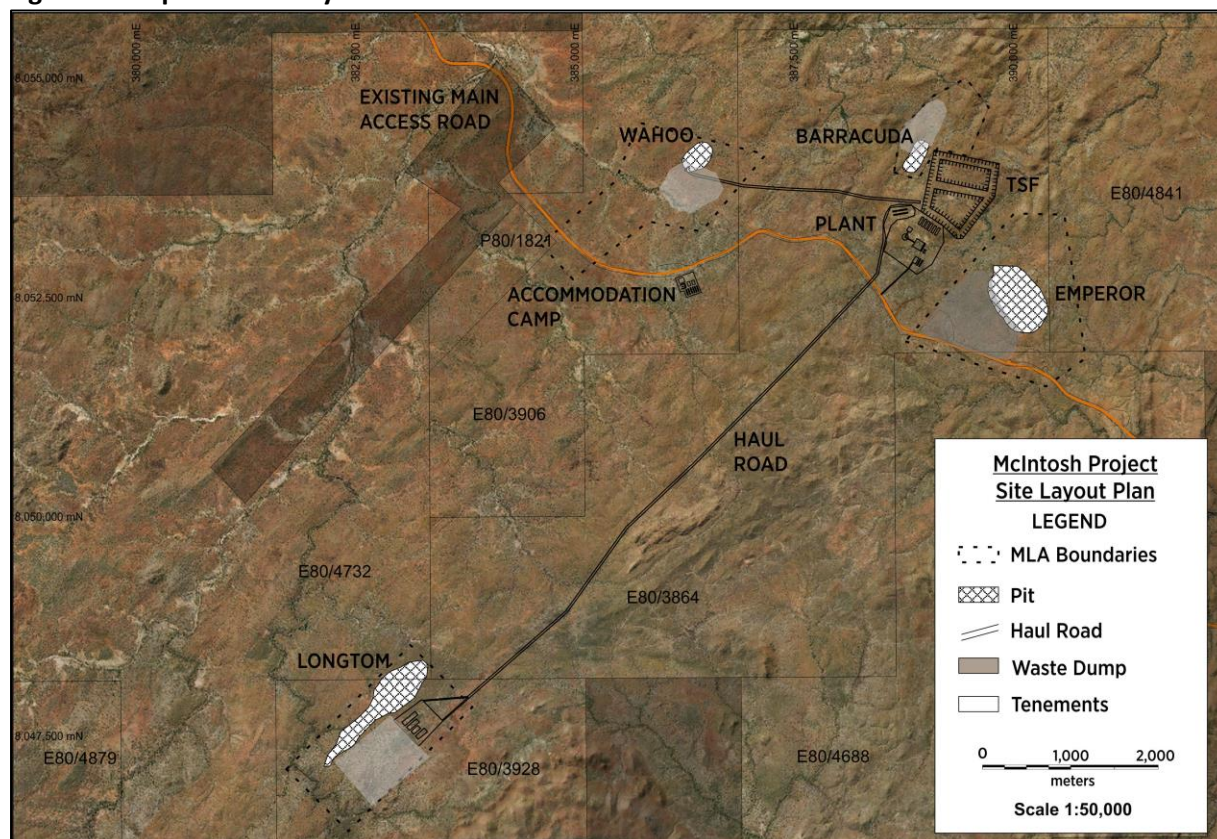 380,000 mE
382,500 mE
385,000 mE
387,500 mE
390,000 mE
8,055,000 mN
EXISTING MAIN
ACCESS ROAD
WAHOO
BARRACUDA
TSF
E80/4841
PLANT
P80/1821
ACCOMMODATION
CAMP
8,052,500 mN
EMPEROR
E80/3906
HAUL
ROAD
8,050,000 mN
E80/4732
E80/3864
LONGTOM
8,047,500 mN
E80/4879
E80/3928
E80/4688
McIntosh Project
Site Layout Plan
LEGEND
MLA Boundaries
Pit
Haul Road
Waste Dump
Tenements
0 1,000 2,000
meters
Scale 1:50,000